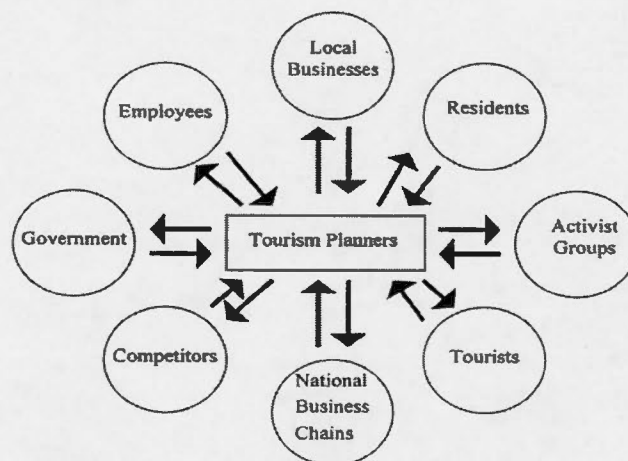 Local
Businesses
Employees
Residents
Government
Tourism Planners
Activist
Groups
Competitors
Tourists
National
Business
Chains